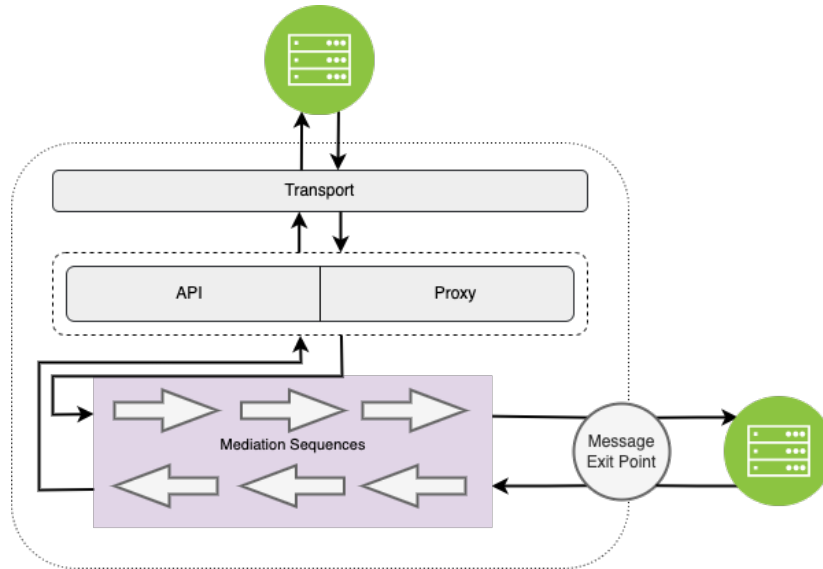 Transport
API
Proxy
Mediation Sequences
Message
Exit Point